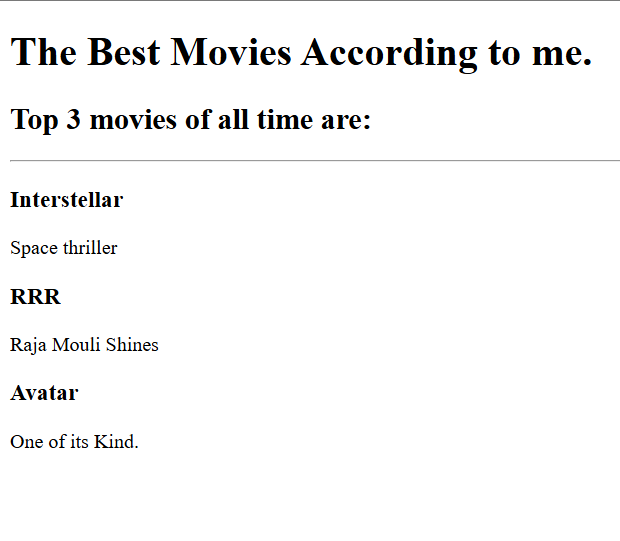 The Best Movies According to me.
Top 3 movies of all time are:
Interstellar
Space thriller
RRR
Raja Mouli Shines
Avatar
One of its Kind.